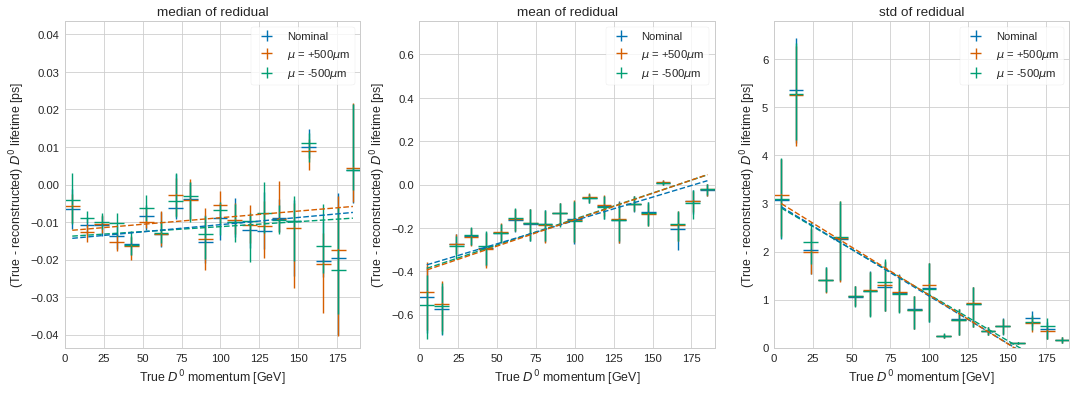 median of redidual
mean of redidual
std of redidual
(True - reconstructed) D⁰ lifetime [ps]
0.04
0.03
0.02
0.01
0.00
−0.01
−0.02
−0.03
−0.04
Nominal
μ = +500μm
μ = -500μm
0 25 50 75 100 125 150 175
True D⁰ momentum [GeV]
(True - reconstructed) D⁰ lifetime [ps]
0.6
0.4
0.2
0.0
−0.2
−0.4
−0.6
Nominal
μ = +500μm
μ = -500μm
0 25 50 75 100 125 150 175
True D⁰ momentum [GeV]
(True - reconstructed) D⁰ lifetime [ps]
6
5
4
3
2
1
0
Nominal
μ = +500μm
μ = -500μm
0 25 50 75 100 125 150 175
True D⁰ momentum [GeV]